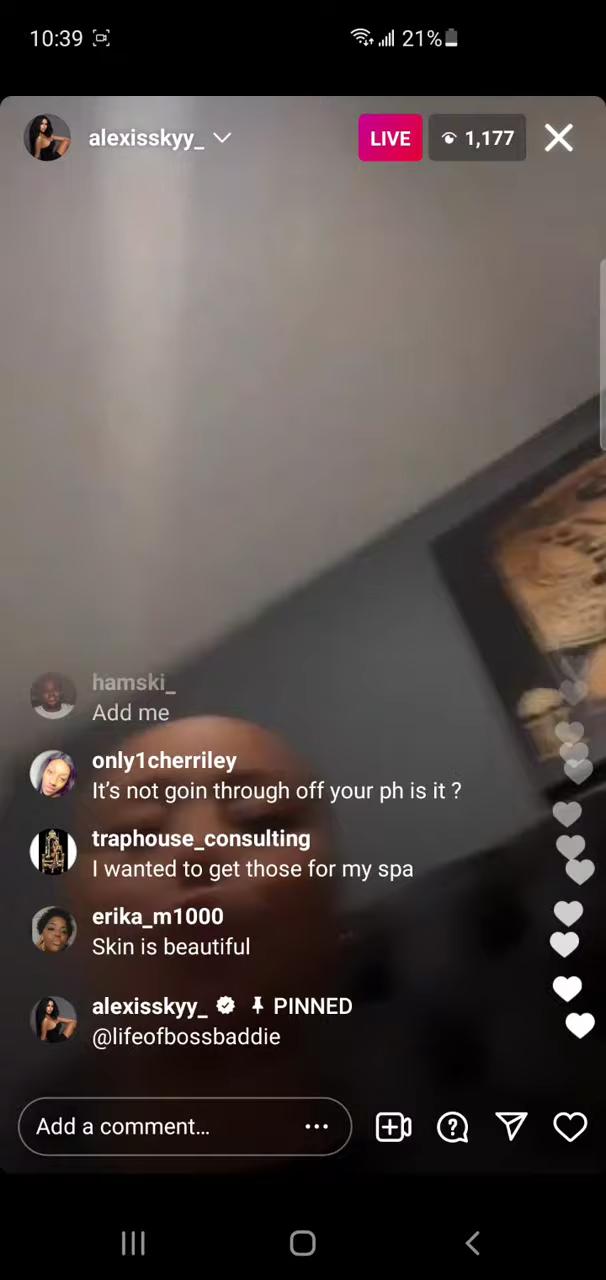 10:39 21%
alexisskyy_ LIVE 1,177
hamski_
Add me
only1cherriley
It’s not goin through off your ph is it ?
traphouse_consulting
I wanted to get those for my spa
erika_m1000
Skin is beautiful
alexisskyy_ PINNED
@lifeofbossbaddie
Add a comment...